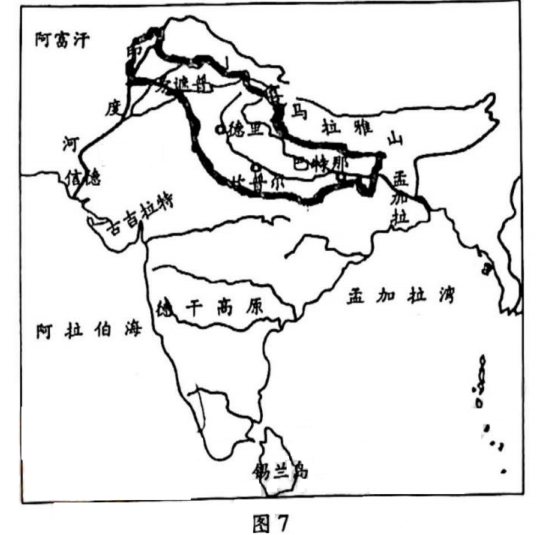 阿富汗
印
度
河
旁遮普
喜
马
拉
雅
山
德里
巴特那
坎普尔
信德
古吉拉特
孟
加
拉
德干高原
孟加拉湾
阿拉伯海
锡兰岛
图7